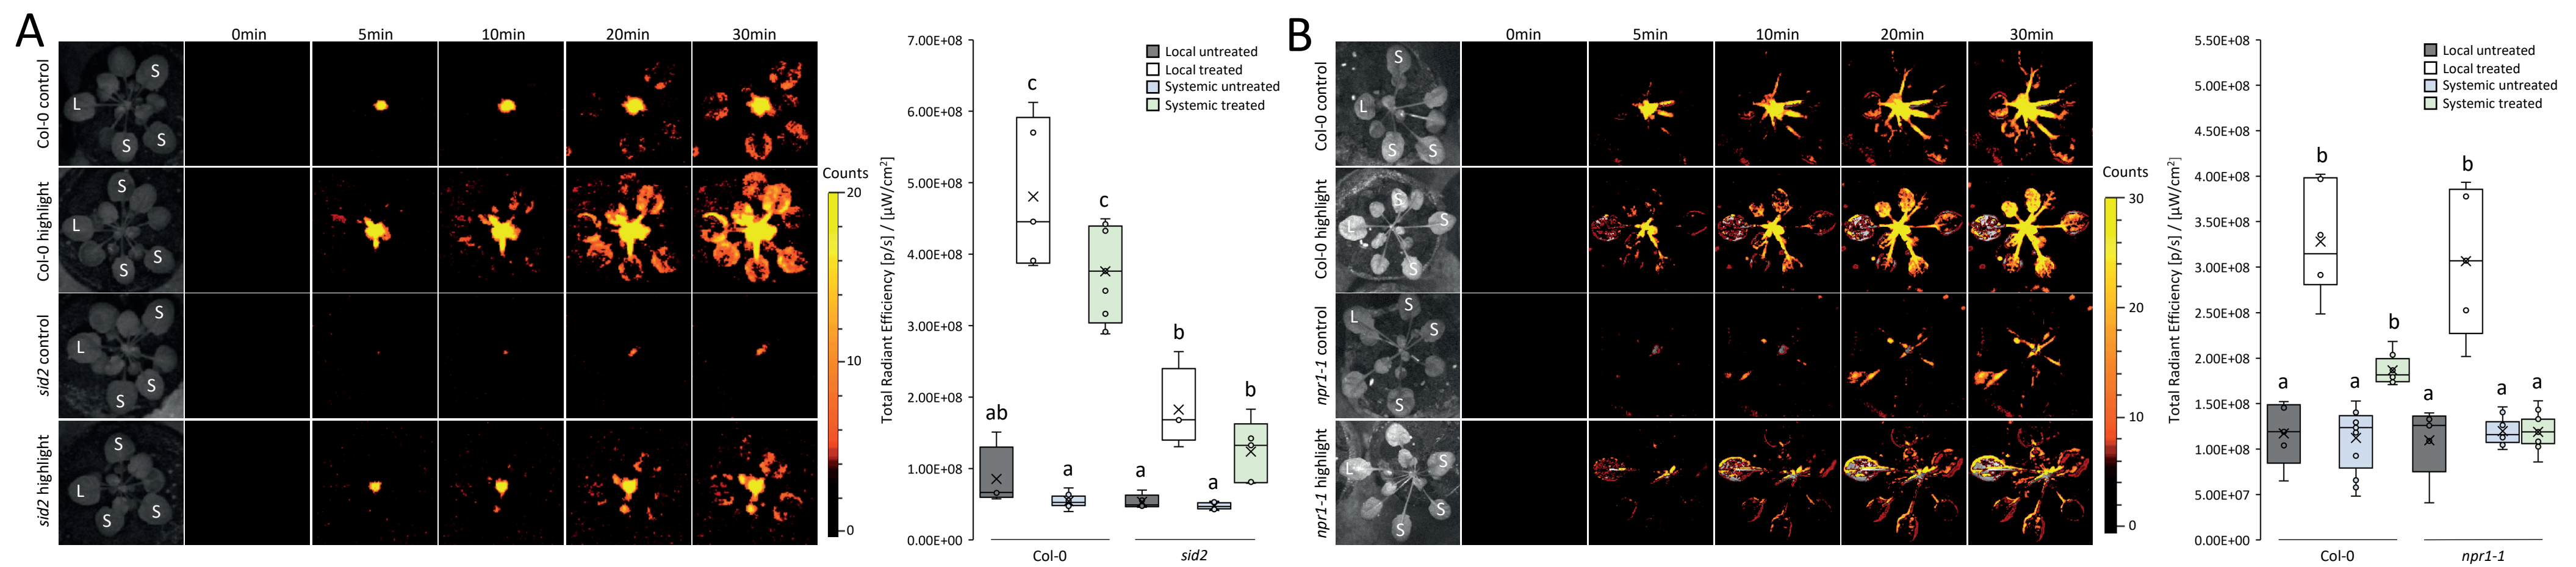 A
0min 5min 10min 20min 30min
Col-0 control
L S S S
Col-0 highlight
L S S S
sid2 control
L S S S
sid2 highlight
L S S S
Counts
20
10
0
Total Radiant Efficiency [p/s] / [µW/cm²]
7.00E+08
6.00E+08
5.00E+08
4.00E+08
3.00E+08
2.00E+08
1.00E+08
0.00E+00
Local untreated
Local treated
Systemic untreated
Systemic treated
ab c a c a b a b
Col-0 sid2
B
0min 5min 10min 20min 30min
Col-0 control
S L S S
Col-0 highlight
S L S S
npr1-1 control
S L S S
npr1-1 highlight
L S S S
Counts
30
20
10
0
Total Radiant Efficiency [p/s] / [µW/cm²]
5.50E+08
5.00E+08
4.50E+08
4.00E+08
3.50E+08
3.00E+08
2.50E+08
2.00E+08
1.50E+08
1.00E+08
5.00E+07
0.00E+00
Local untreated
Local treated
Systemic untreated
Systemic treated
a b a b a b a a
Col-0 npr1-1